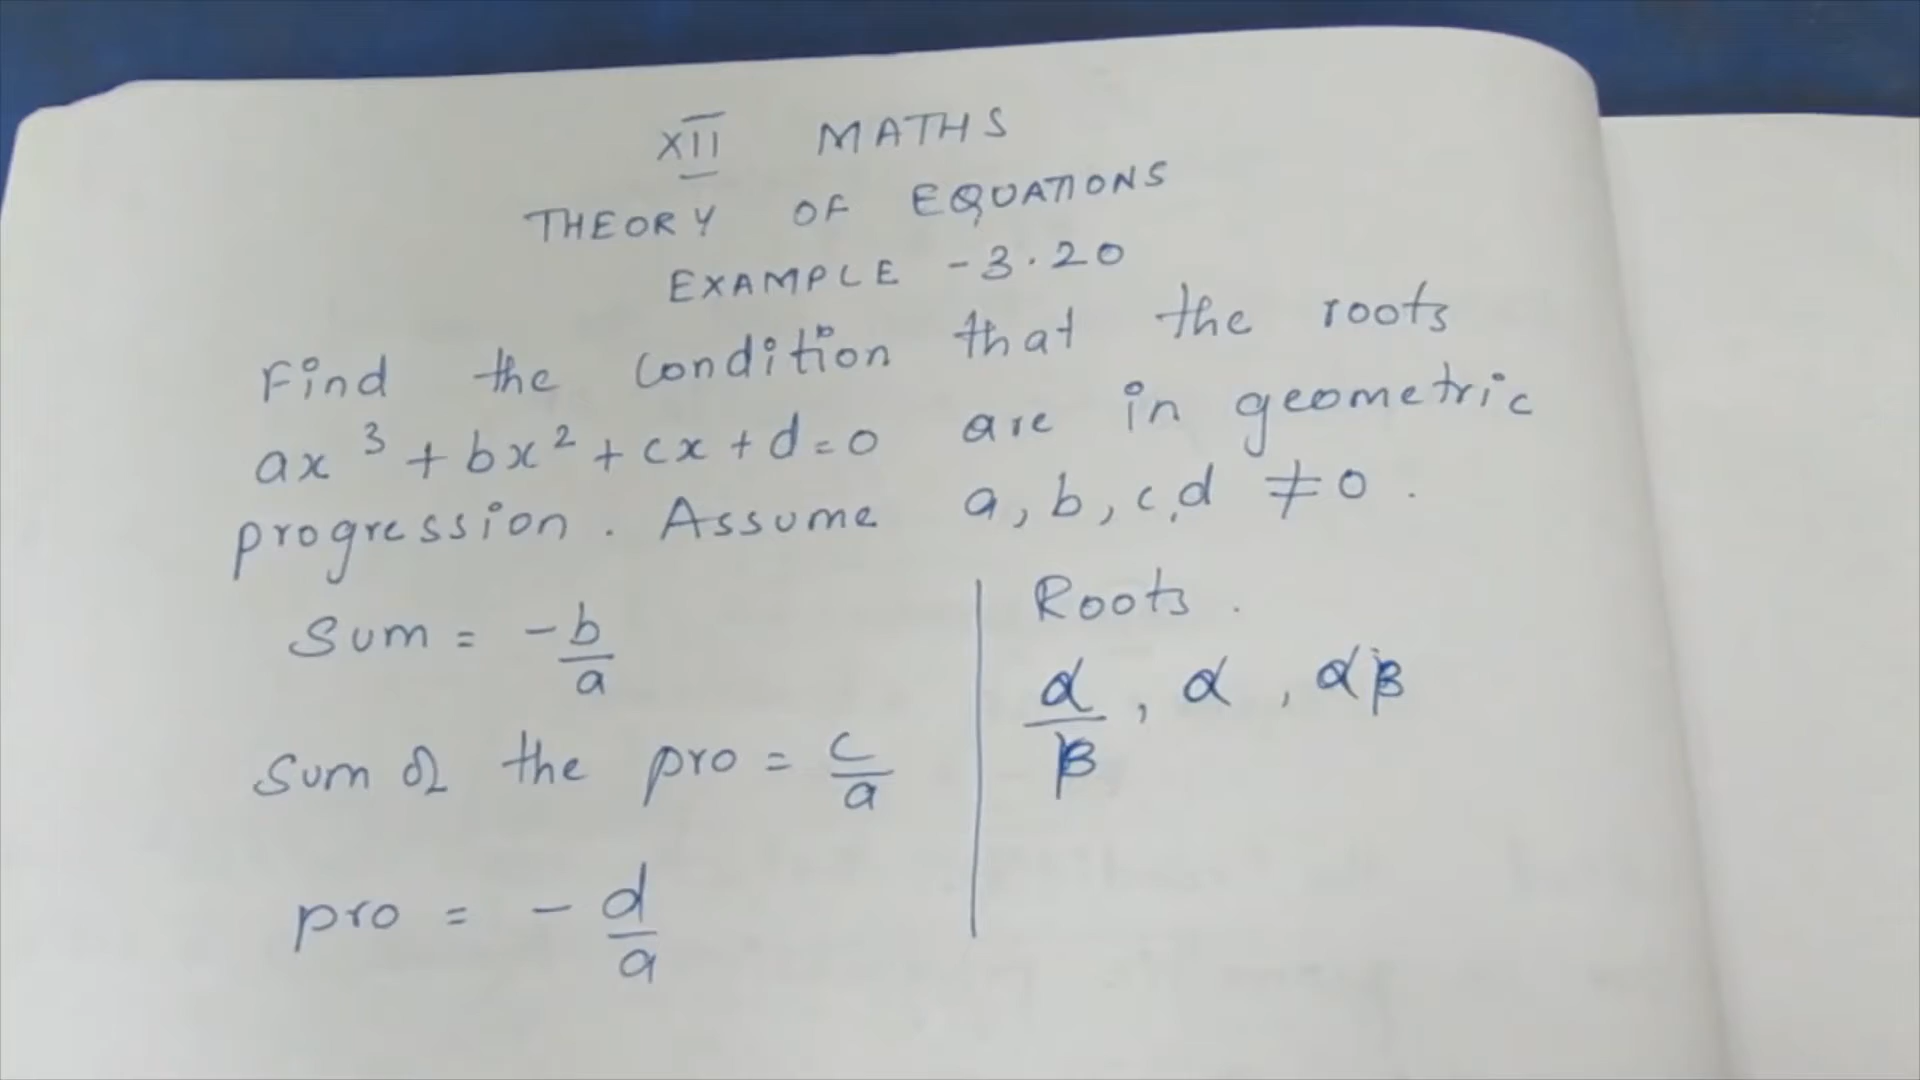 XII MATHS
THEORY OF EQUATIONS
EXAMPLE - 3.20
Find the condition that the roots
ax³ + bx² + cx + d = 0 are in geometric
progression. Assume a, b, c, d ≠ 0.
Sum = -b/a
Sum of the pro = c/a
pro = - d/a
Roots.
α/β, α, αβ